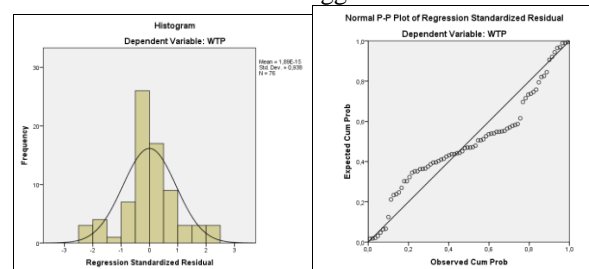 Histogram
Dependent Variable: WTP
Mean = 1,89E-15
Std. Dev. = 0,938
N = 76
Frequency
30
20
10
0
-3 -2 -1 0 1 2 3
Regression Standardized Residual
Normal P-P Plot of Regression Standardized Residual
Dependent Variable: WTP
Expected Cum Prob
1,0
0,8
0,6
0,4
0,2
0,0
0,0 0,2 0,4 0,6 0,8 1,0
Observed Cum Prob